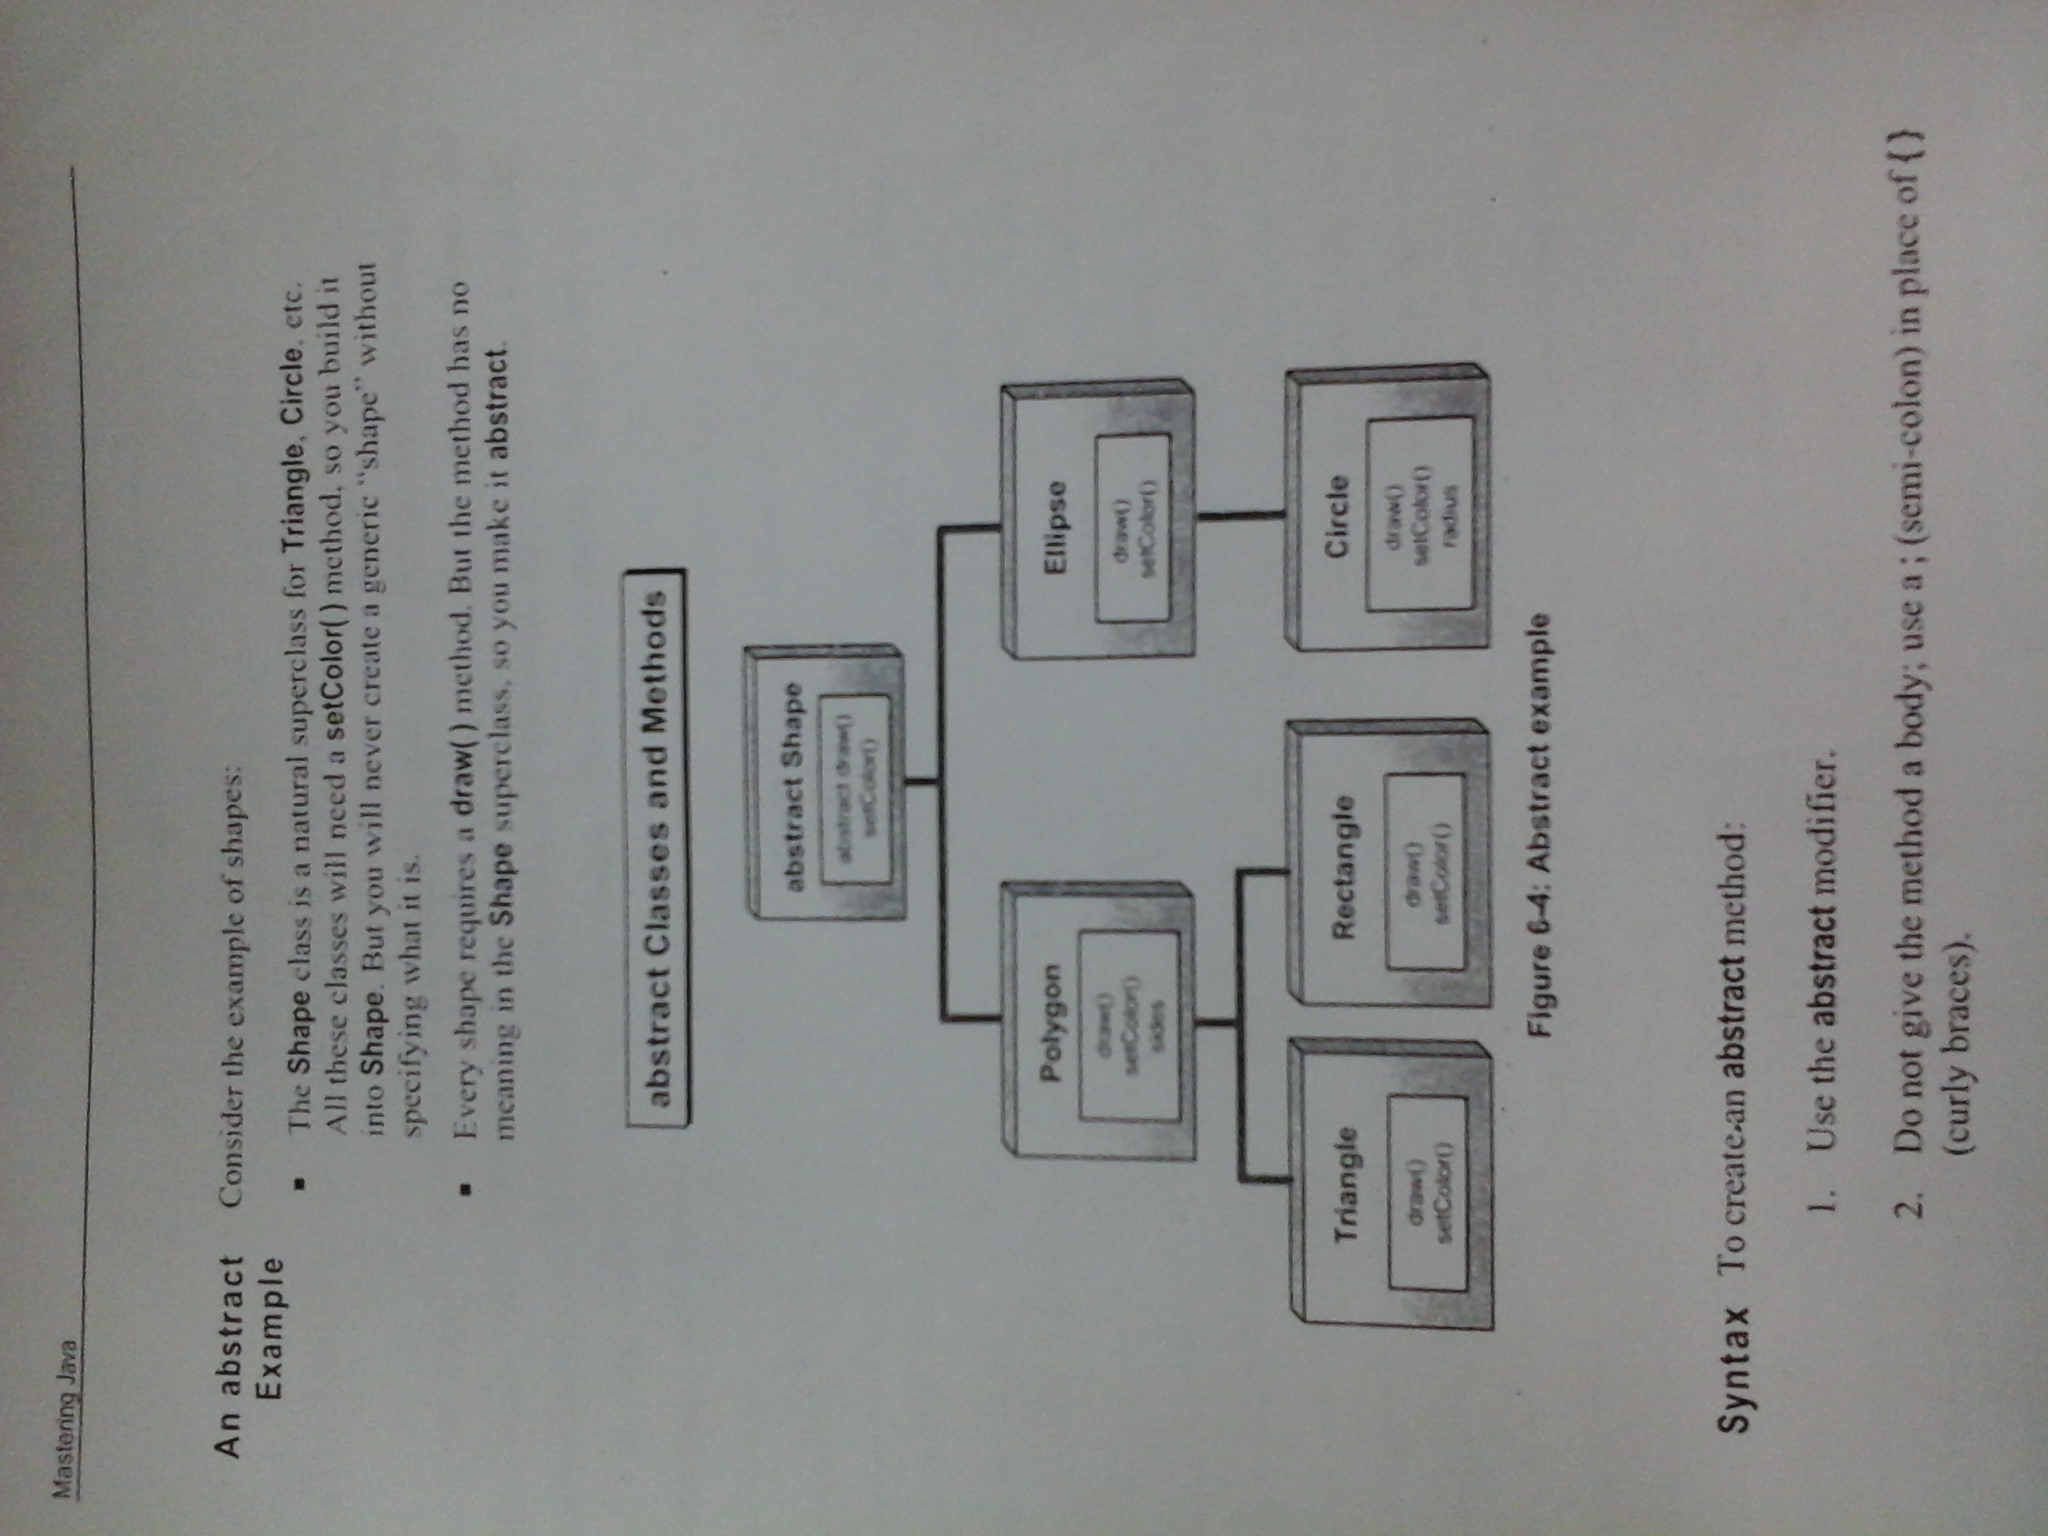 Mastering Java
An abstract
Example
Consider the example of shapes:
▪ The Shape class is a natural superclass for Triangle, Circle, etc.
All these classes will need a setColor( ) method, so you build it
into Shape. But you will never create a generic "shape" without
specifying what it is.
▪ Every shape requires a draw( ) method. But the method has no
meaning in the Shape superclass, so you make it abstract.
abstract Classes and Methods
abstract Shape
abstract draw()
setColor()
Polygon
draw()
setColor()
sides
Ellipse
draw()
setColor()
Triangle
draw()
setColor()
Rectangle
draw()
setColor()
Circle
draw()
setColor()
radius
Figure 6-4: Abstract example
Syntax To create an abstract method:
1. Use the abstract modifier.
2. Do not give the method a body; use a ; (semi-colon) in place of { }
(curly braces).